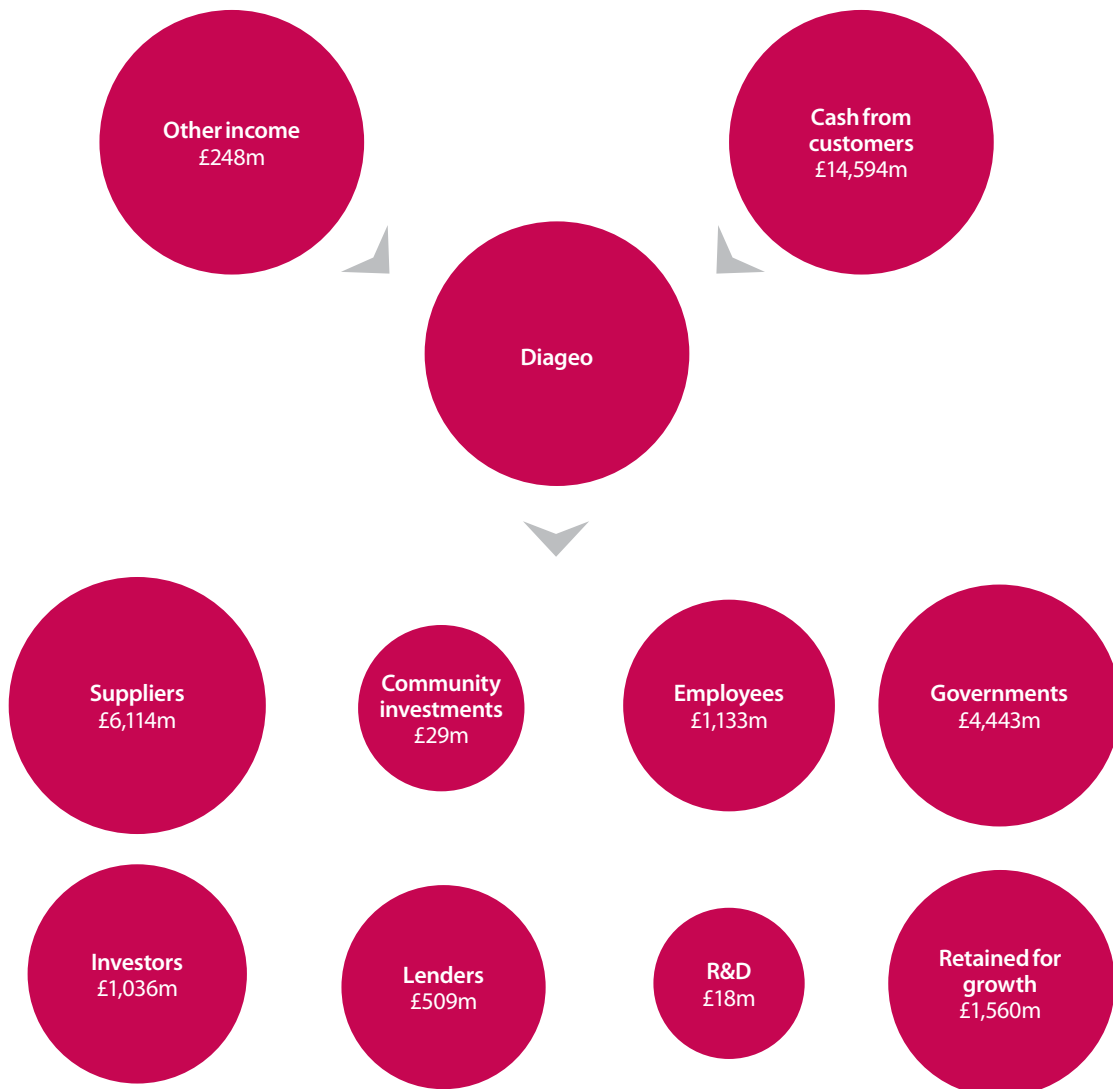 Other income
£248m
Cash from
customers
£14,594m
Diageo
Suppliers
£6,114m
Community
investments
£29m
Employees
£1,133m
Governments
£4,443m
Investors
£1,036m
Lenders
£509m
R&D
£18m
Retained for
growth
£1,560m